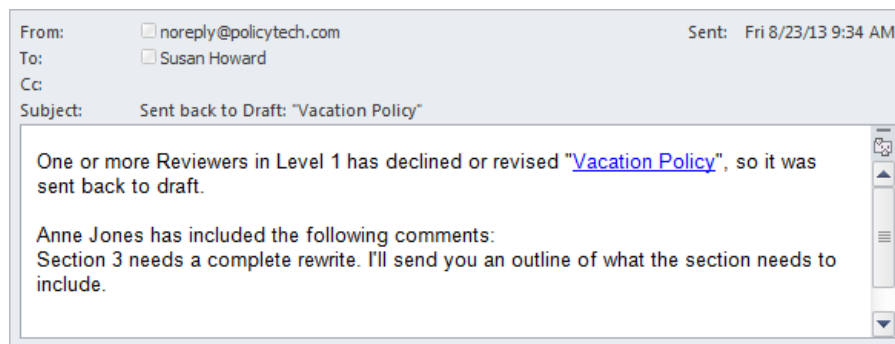 From: noreply@policytech.com Sent: Fri 8/23/13 9:34 AM
To: Susan Howard
Cc:
Subject: Sent back to Draft: "Vacation Policy"
One or more Reviewers in Level 1 has declined or revised "Vacation Policy", so it was
sent back to draft.
Anne Jones has included the following comments:
Section 3 needs a complete rewrite. I'll send you an outline of what the section needs to
include.